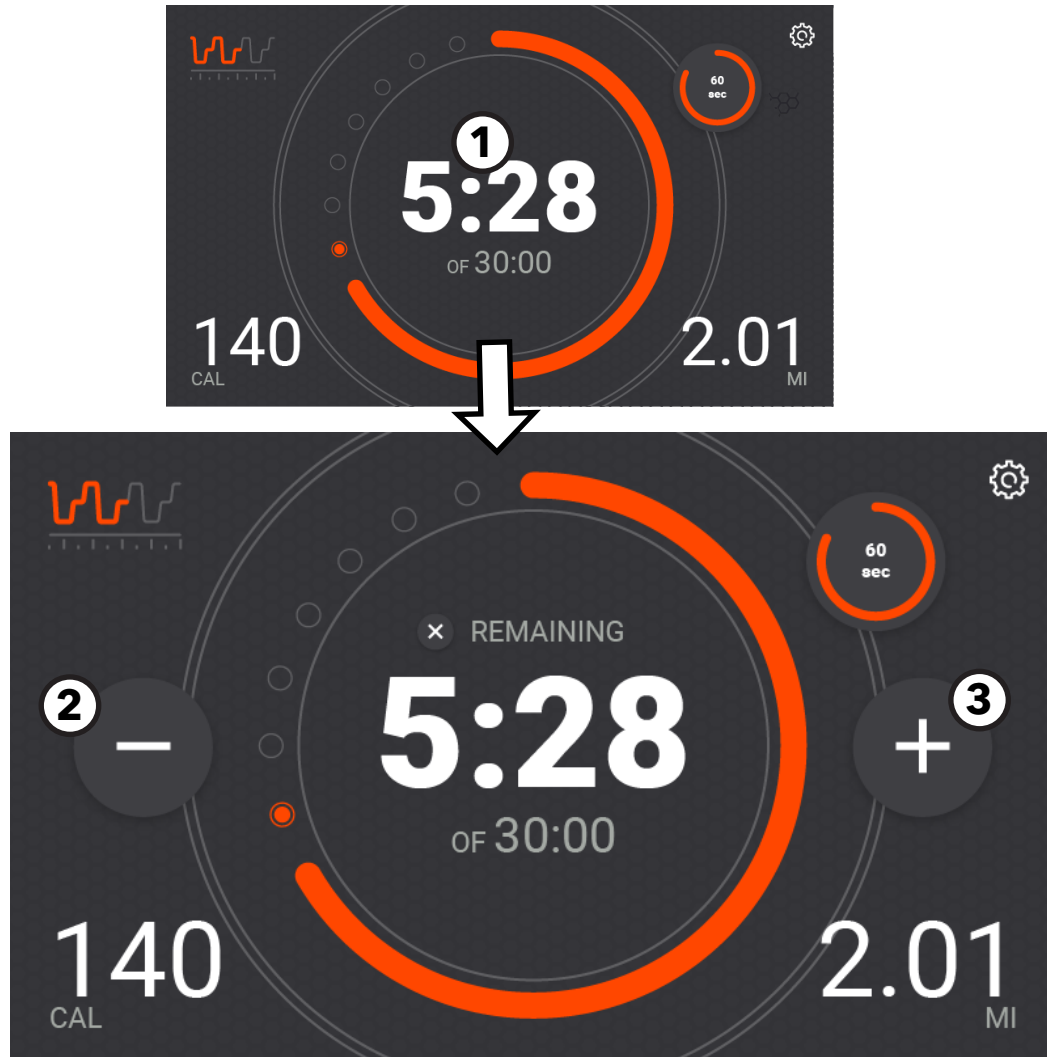 60
sec
1
5:28
OF 30:00
140
CAL
2.01
MI
60
sec
× REMAINING
2
3
5:28
− +
OF 30:00
140
CAL
2.01
MI